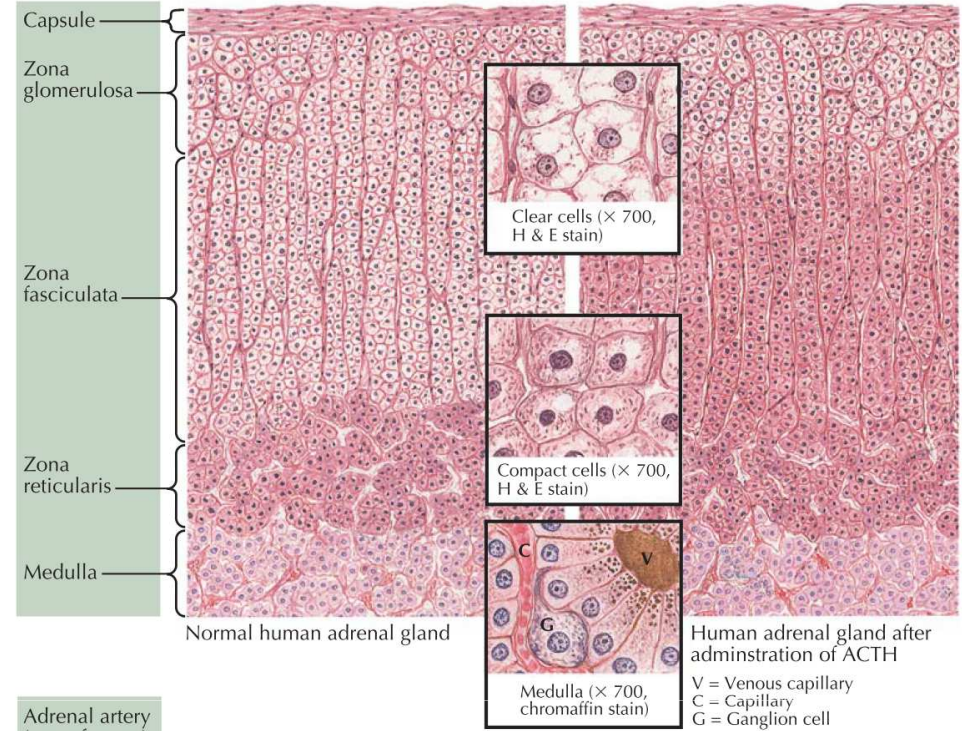 Capsule
Zona
glomerulosa
Zona
fasciculata
Zona
reticularis
Medulla
Clear cells (× 700,
H & E stain)
Compact cells (× 700,
H & E stain)
C
V
G
Medulla (× 700,
chromaffin stain)
Normal human adrenal gland
Human adrenal gland after
adminstration of ACTH
V = Venous capillary
C = Capillary
G = Ganglion cell
Adrenal artery